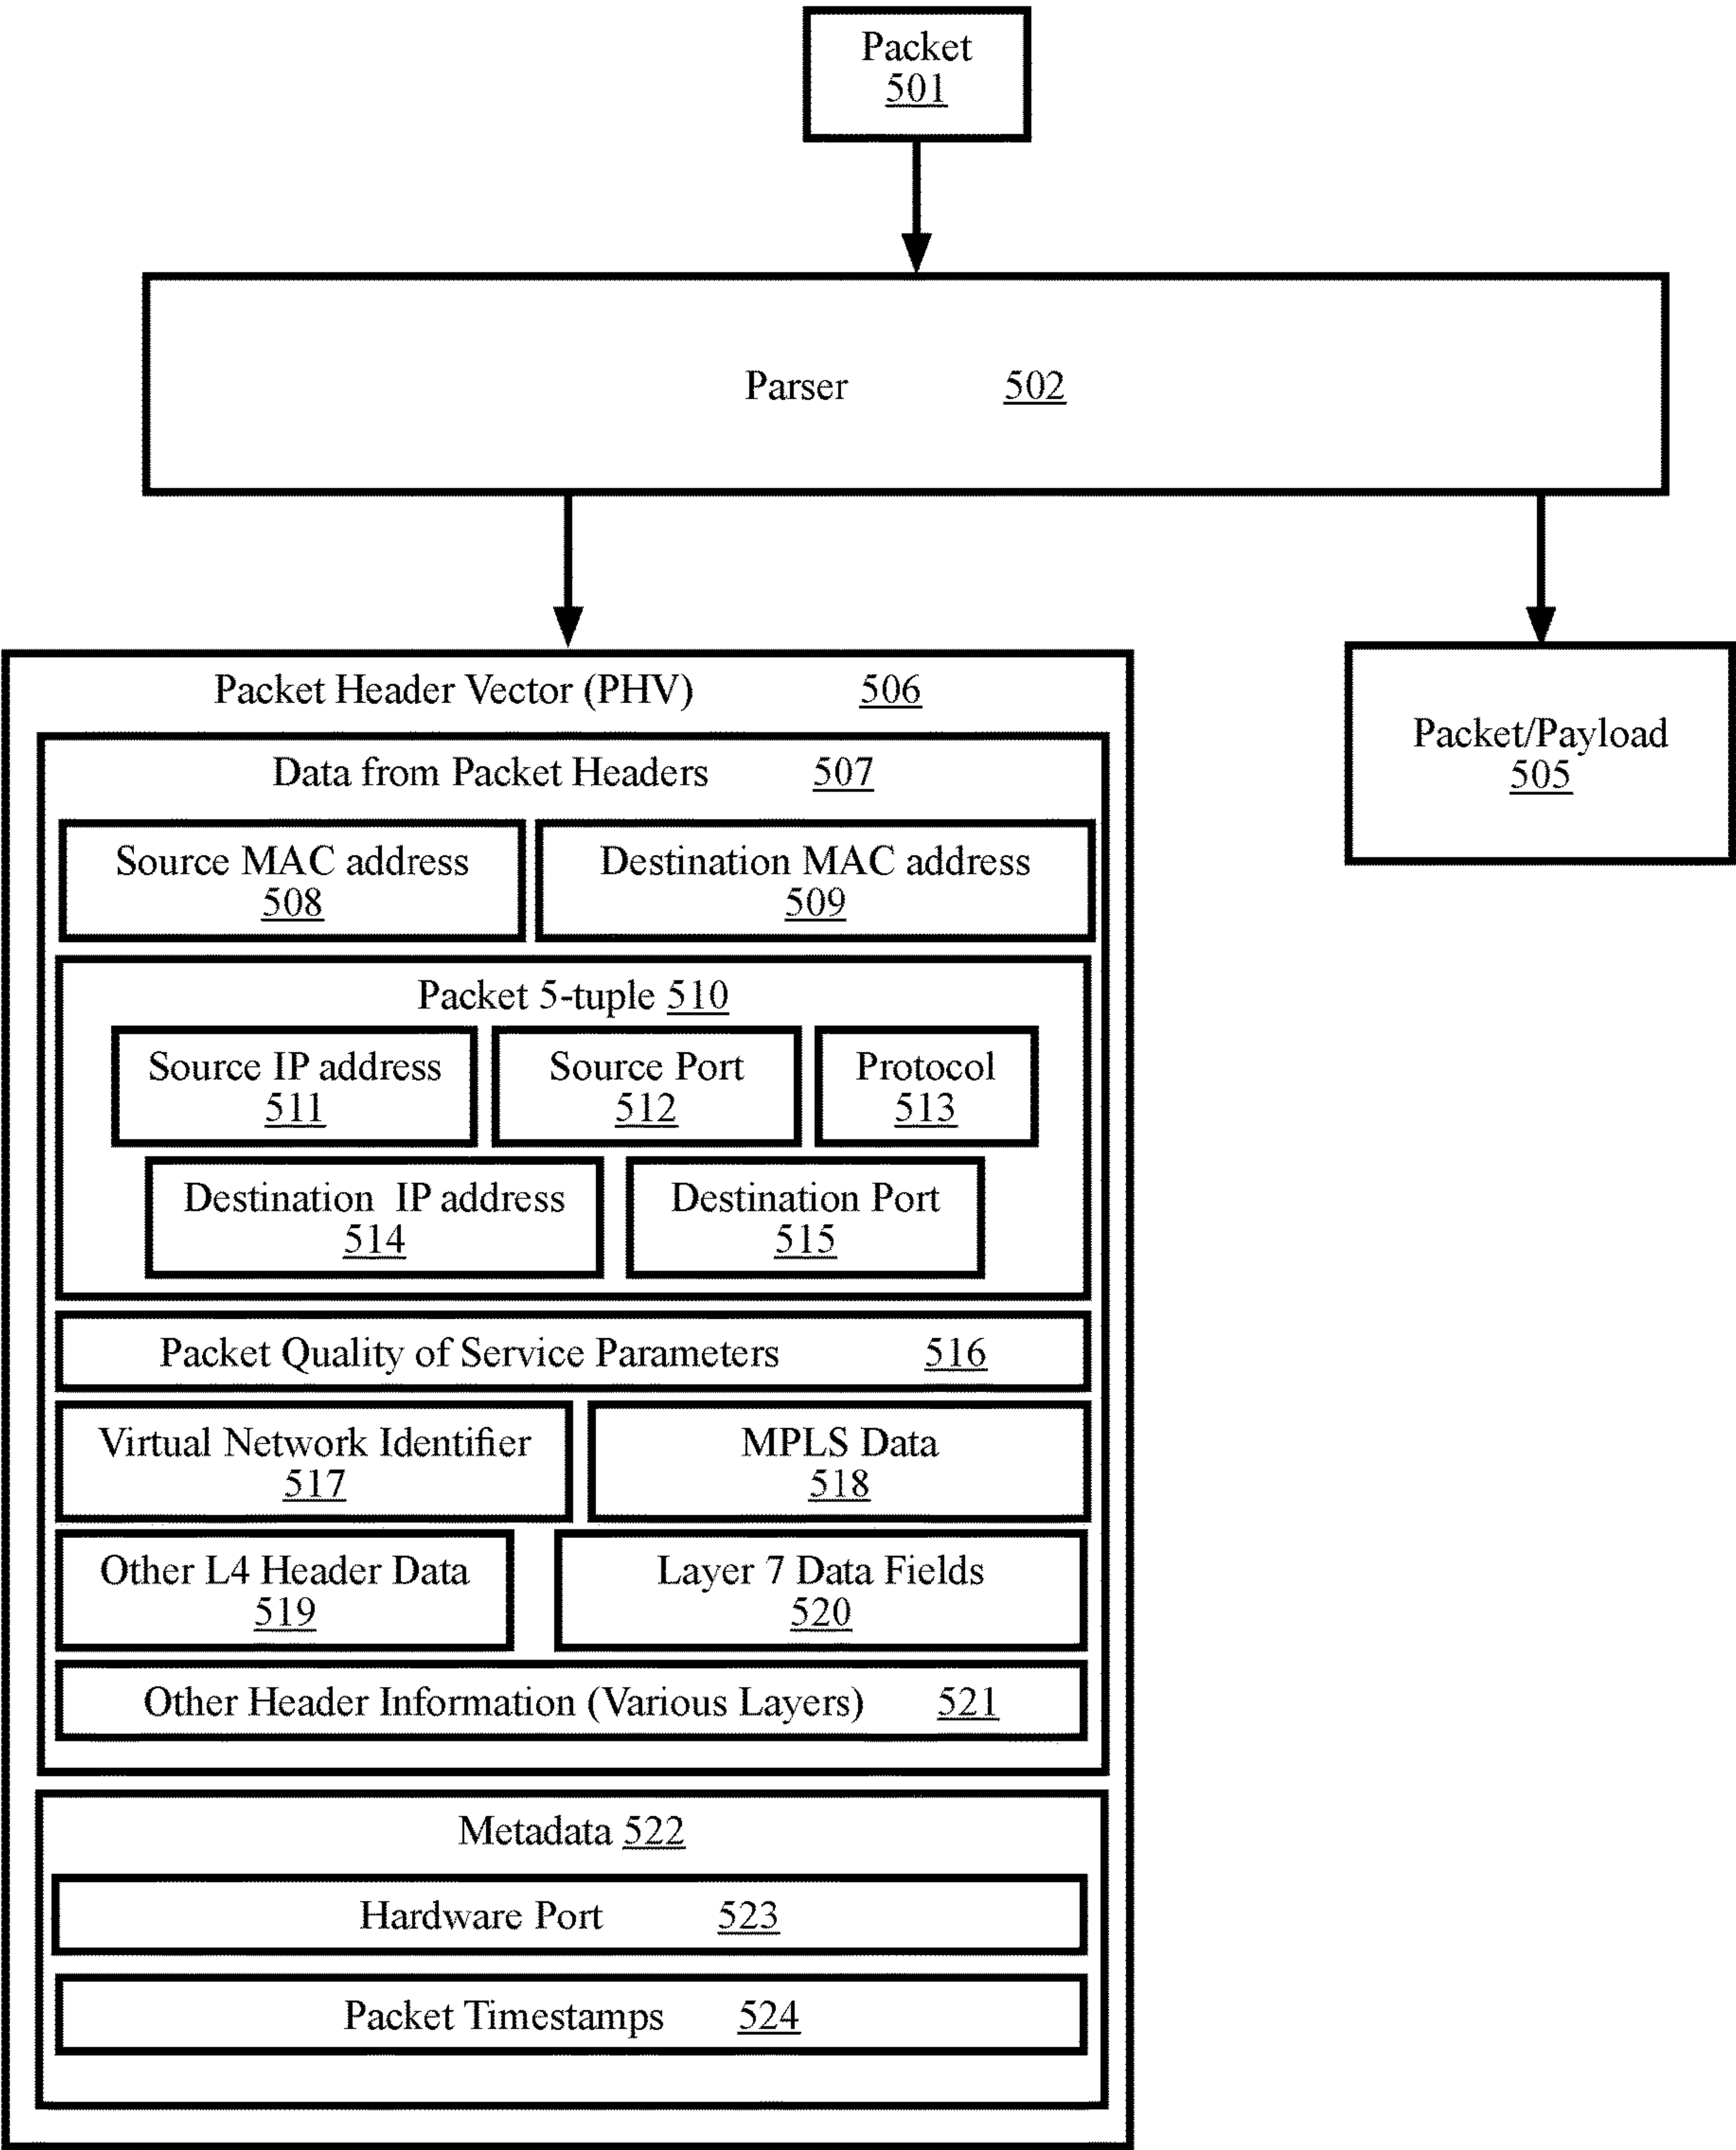 Packet
501
Parser 502
Packet Header Vector (PHV) 506
Data from Packet Headers 507
Source MAC address
508
Destination MAC address
509
Packet 5-tuple 510
Source IP address
511
Source Port
512
Protocol
513
Destination IP address
514
Destination Port
515
Packet Quality of Service Parameters 516
Virtual Network Identifier
517
MPLS Data
518
Other L4 Header Data
519
Layer 7 Data Fields
520
Other Header Information (Various Layers) 521
Metadata 522
Hardware Port 523
Packet Timestamps 524
Packet/Payload
505